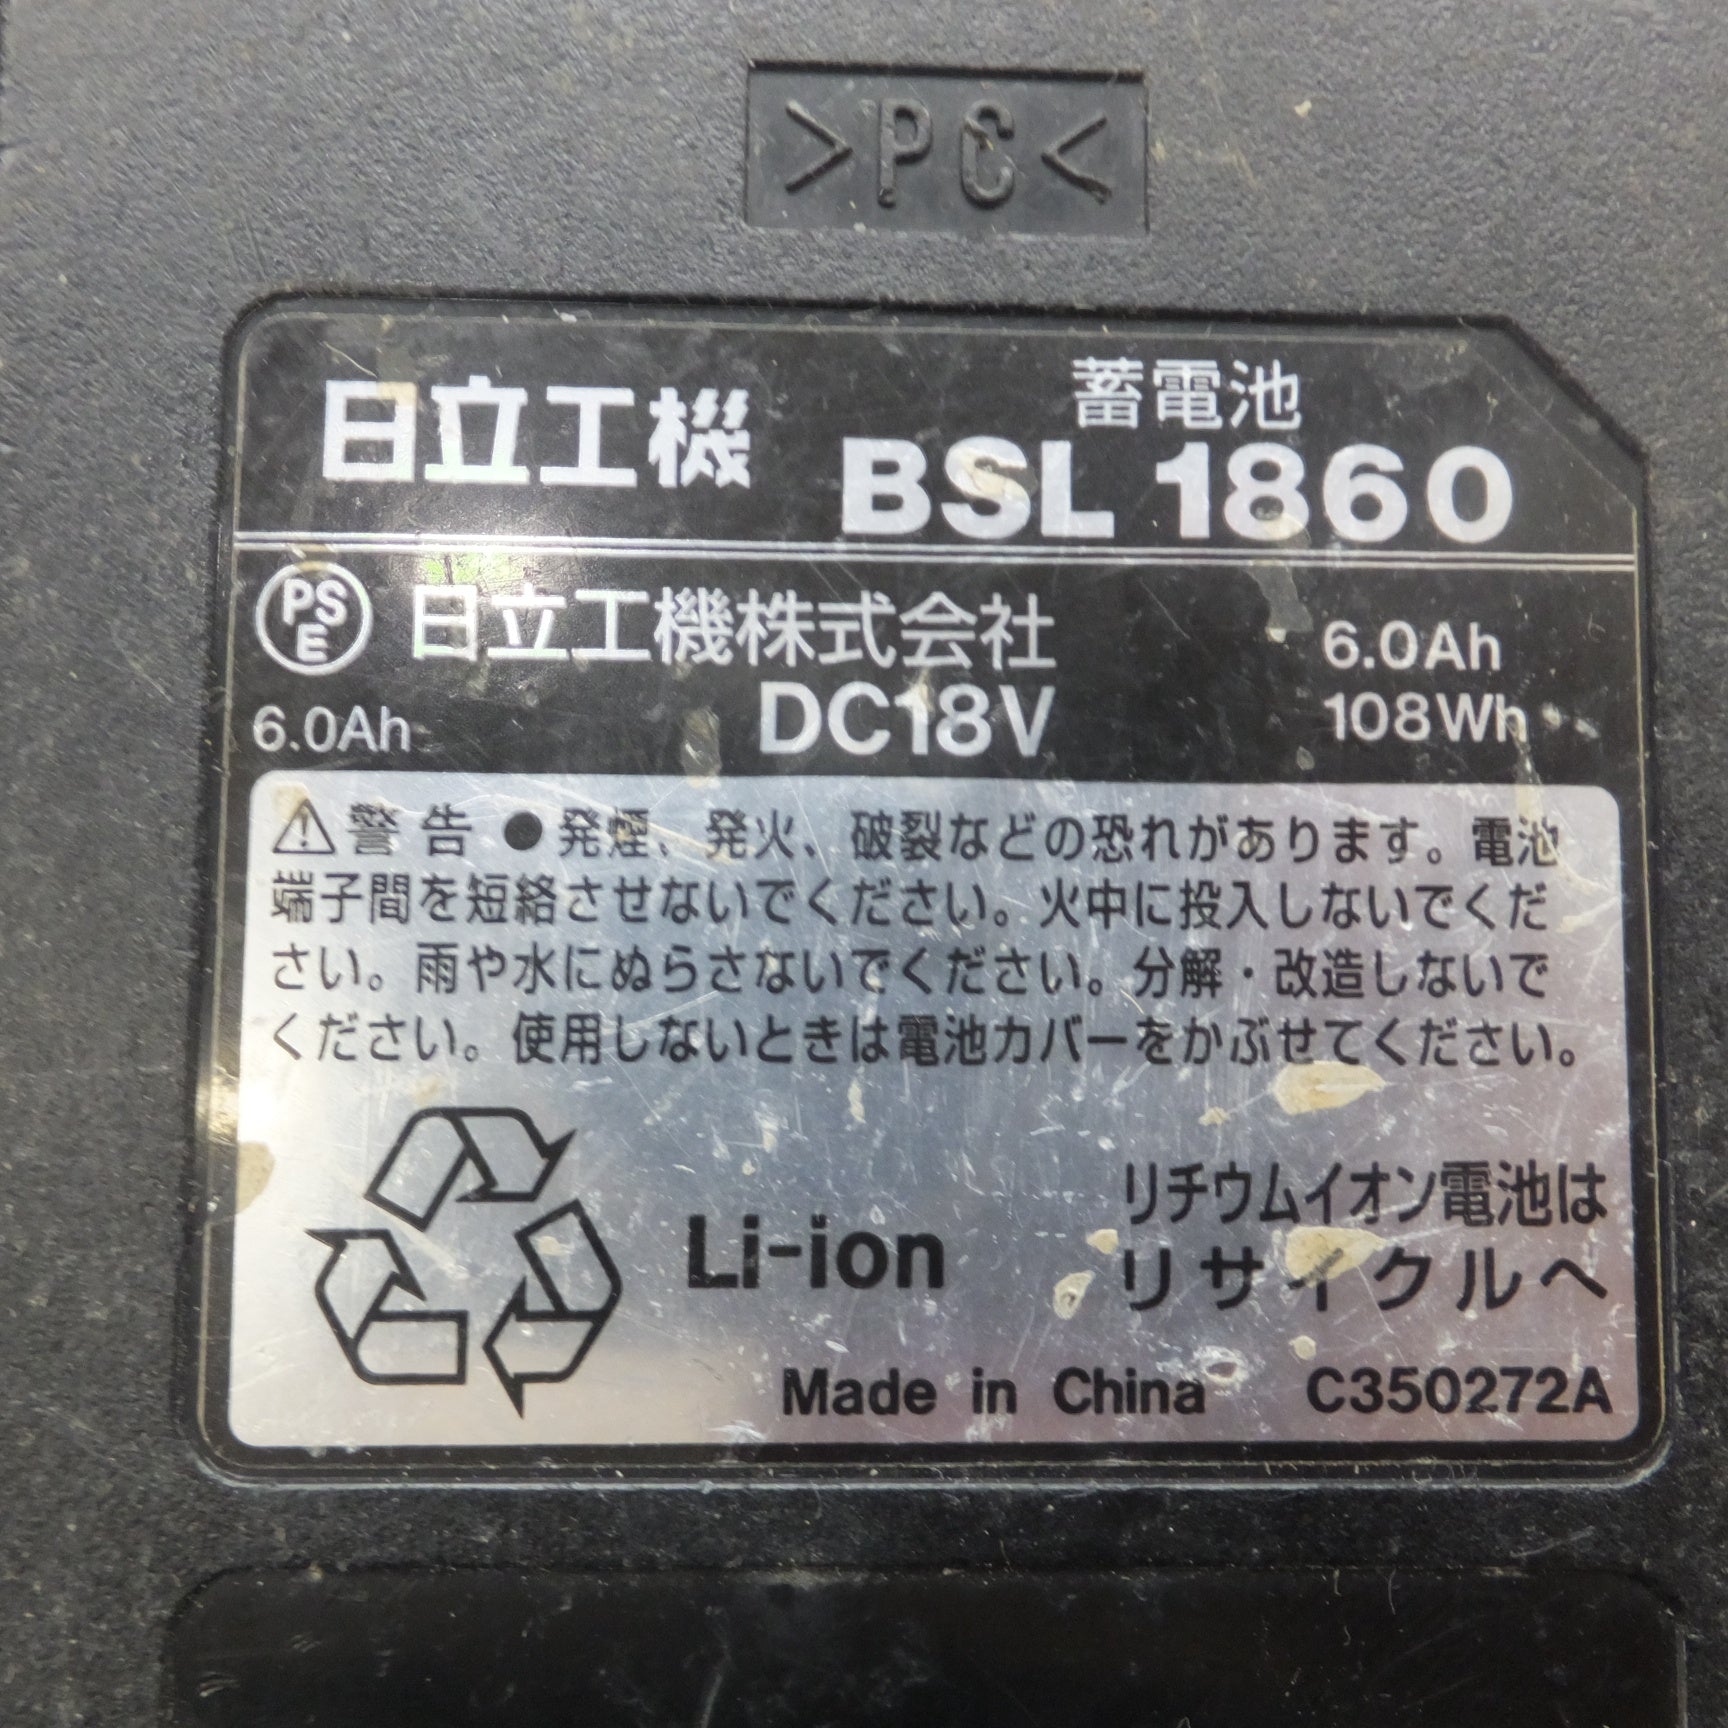 >PC<
日立工機
蓄電池
BSL 1860
PSE 日立工機株式会社 6.0Ah
6.0Ah DC18V 108Wh
⚠警告 ●発煙、発火、破裂などの恐れがあります。電池
端子間を短絡させないでください。火中に投入しないでくだ
さい。雨や水にぬらさないでください。分解・改造しないで
ください。使用しないときは電池カバーをかぶせてください。
リチウムイオン電池は
Li-ion リサイクルへ
Made in China C350272A